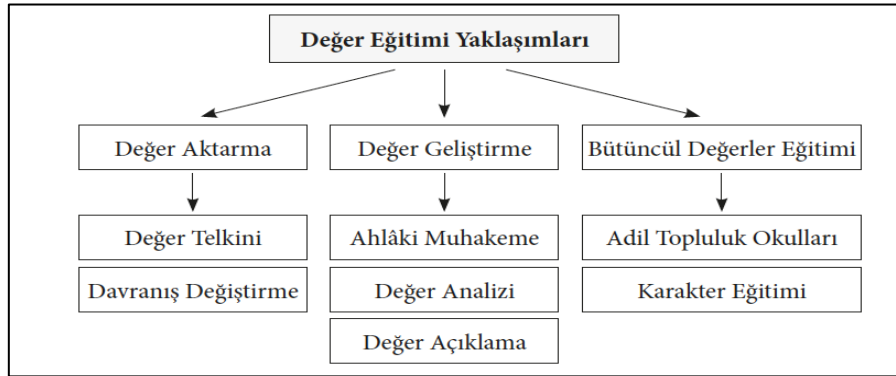 Değer Eğitimi Yaklaşımları
Değer Aktarma
Değer Geliştirme
Bütüncül Değerler Eğitimi
Değer Telkini
Ahlâki Muhakeme
Adil Topluluk Okulları
Davranış Değiştirme
Değer Analizi
Karakter Eğitimi
Değer Açıklama